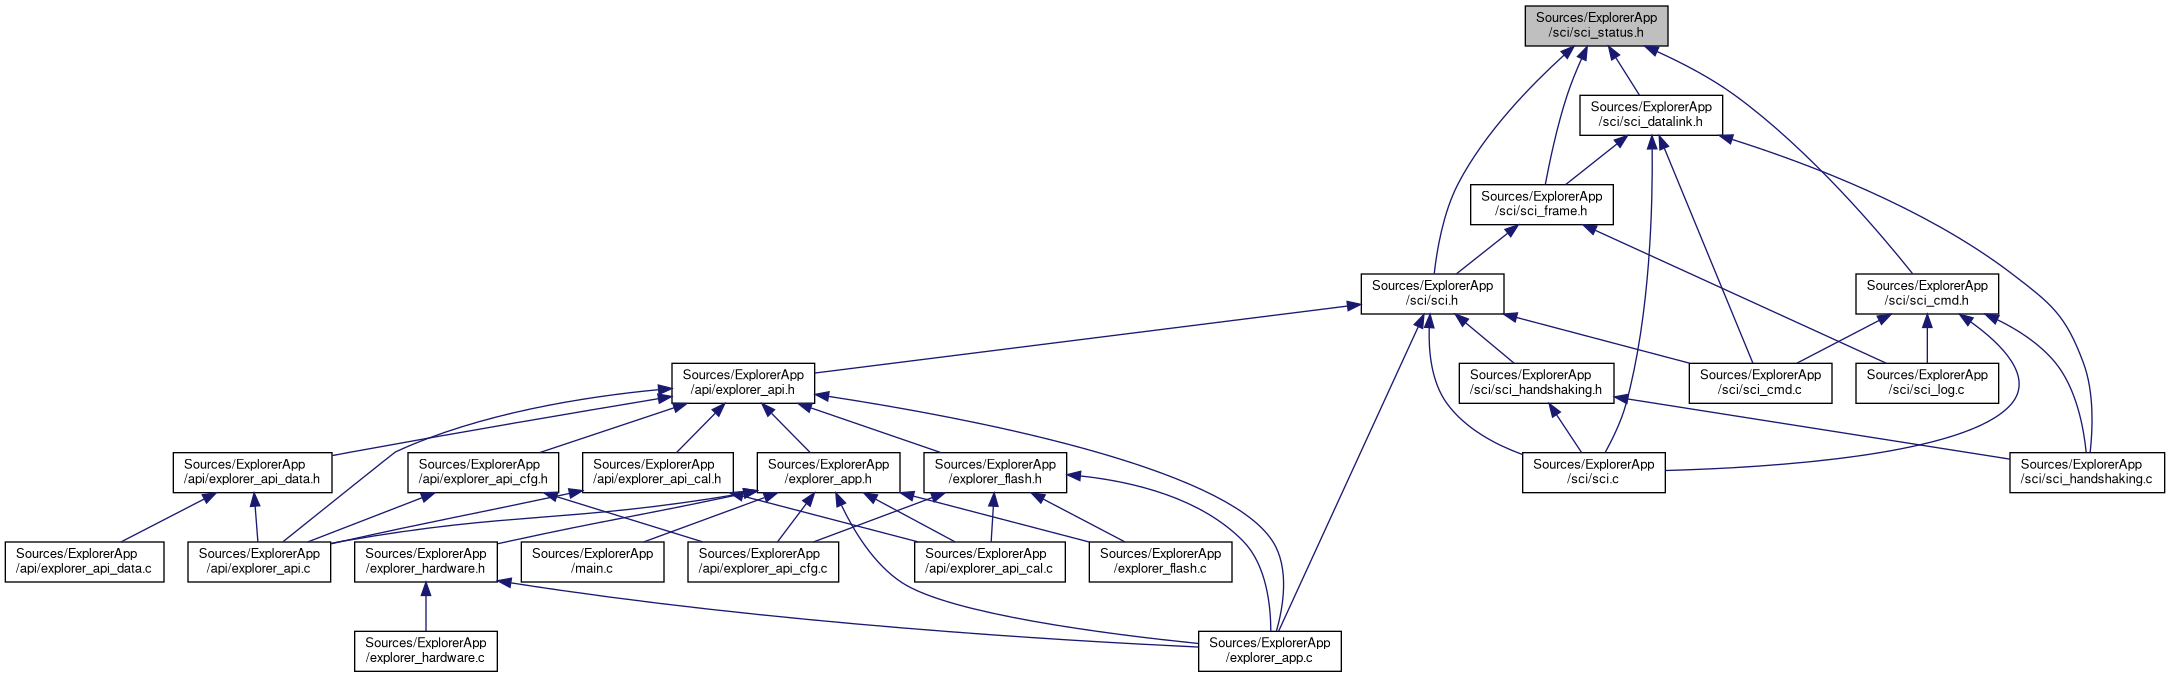 Sources/ExplorerApp
/sci/sci_status.h
Sources/ExplorerApp
/sci/sci_datalink.h
Sources/ExplorerApp
/sci/sci_frame.h
Sources/ExplorerApp
/sci/sci.h
Sources/ExplorerApp
/sci/sci_cmd.h
Sources/ExplorerApp
/api/explorer_api.h
Sources/ExplorerApp
/sci/sci_handshaking.h
Sources/ExplorerApp
/sci/sci_cmd.c
Sources/ExplorerApp
/sci/sci_log.c
Sources/ExplorerApp
/api/explorer_api_data.h
Sources/ExplorerApp
/api/explorer_api_cfg.h
Sources/ExplorerApp
/api/explorer_api_cal.h
Sources/ExplorerApp
/explorer_app.h
Sources/ExplorerApp
/explorer_flash.h
Sources/ExplorerApp
/sci/sci.c
Sources/ExplorerApp
/sci/sci_handshaking.c
Sources/ExplorerApp
/api/explorer_api_data.c
Sources/ExplorerApp
/api/explorer_api.c
Sources/ExplorerApp
/explorer_hardware.h
Sources/ExplorerApp
/main.c
Sources/ExplorerApp
/api/explorer_api_cfg.c
Sources/ExplorerApp
/api/explorer_api_cal.c
Sources/ExplorerApp
/explorer_flash.c
Sources/ExplorerApp
/explorer_hardware.c
Sources/ExplorerApp
/explorer_app.c